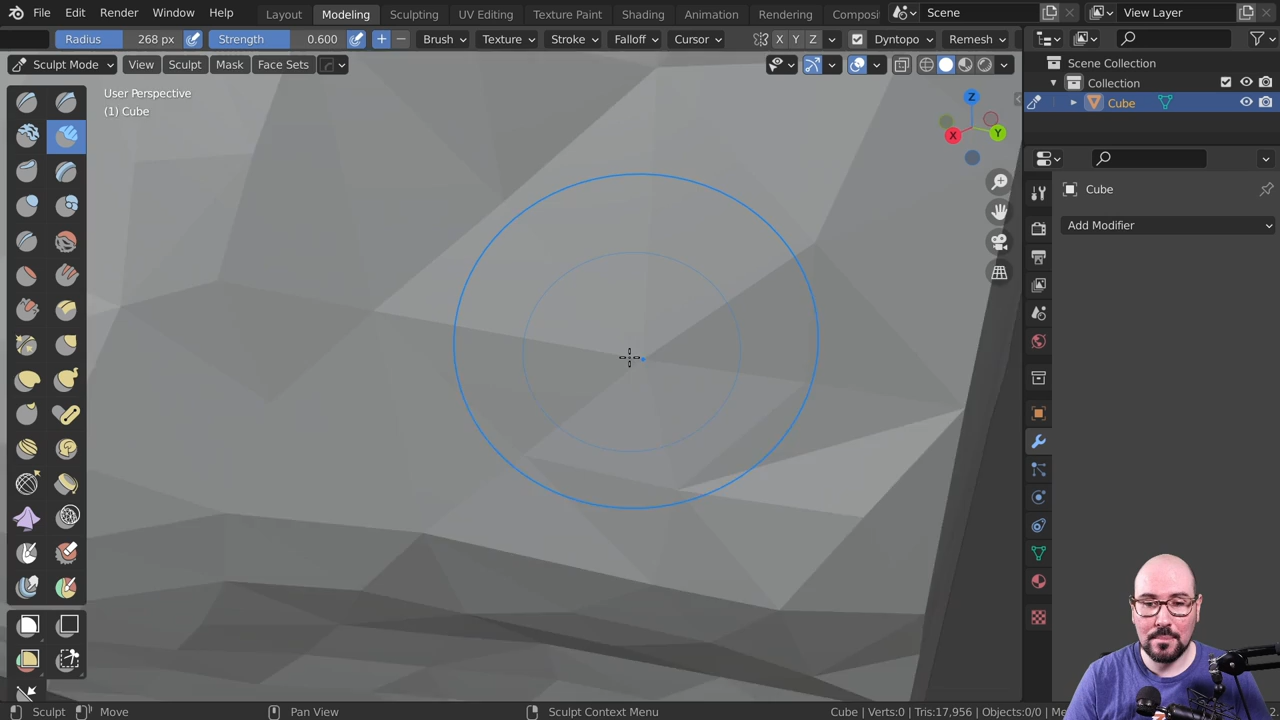 File Edit Render Window Help Layout Modeling Sculpting UV Editing Texture Paint Shading Animation Rendering Composi Scene View Layer
Radius 268 px Strength 0.600 Brush Texture Stroke Falloff Cursor X Y Z Dyntopo Remesh
Sculpt Mode View Sculpt Mask Face Sets
User Perspective
(1) Cube
Z
X Y
Scene Collection
Collection
Cube
Cube
Add Modifier
Sculpt Move Pan View Sculpt Context Menu Cube | Verts:0 | Tris:17,956 | Objects:0/0 | Me 2.